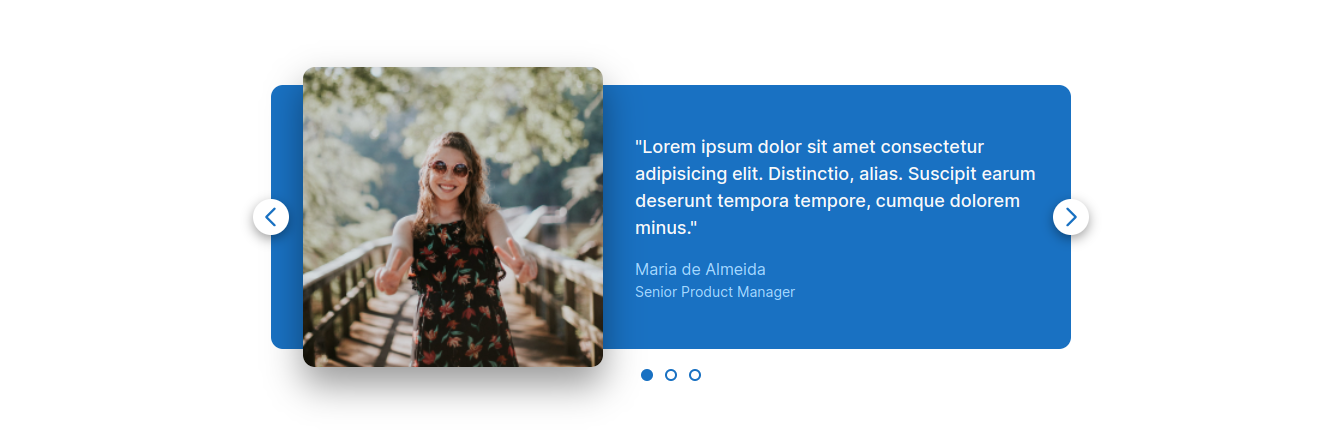 "Lorem ipsum dolor sit amet consectetur
adipisicing elit. Distinctio, alias. Suscipit earum
deserunt tempora tempore, cumque dolorem
minus."
Maria de Almeida
Senior Product Manager